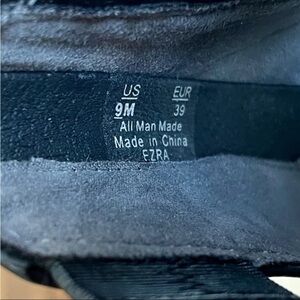 US EUR
9M 39
All Man Made
Made in China
EZRA